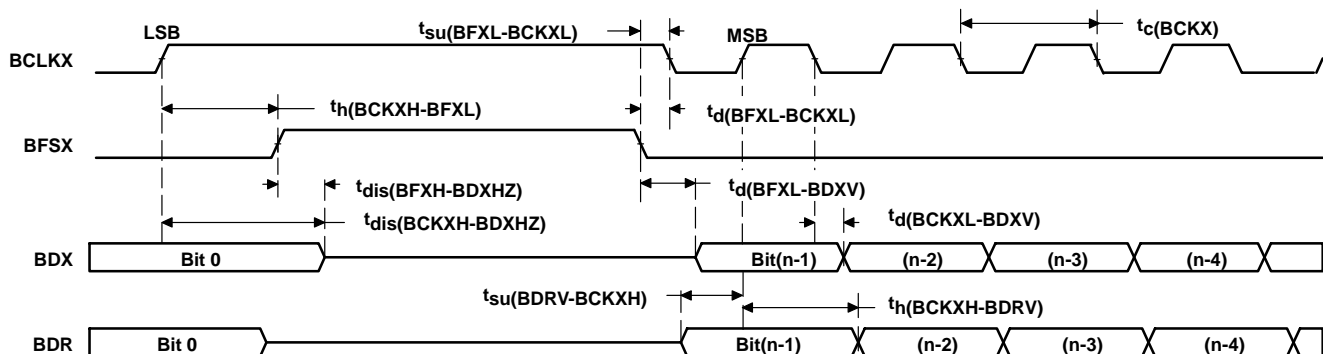 LSB
tsu(BFXL-BCKXL)
MSB
tc(BCKX)
BCLKX
th(BCKXH-BFXL)
td(BFXL-BCKXL)
BFSX
tdis(BFXH-BDXHZ)
td(BFXL-BDXV)
tdis(BCKXH-BDXHZ)
td(BCKXL-BDXV)
BDX Bit 0 Bit(n-1) (n-2) (n-3) (n-4)
tsu(BDRV-BCKXH)
th(BCKXH-BDRV)
BDR Bit 0 Bit(n-1) (n-2) (n-3) (n-4)